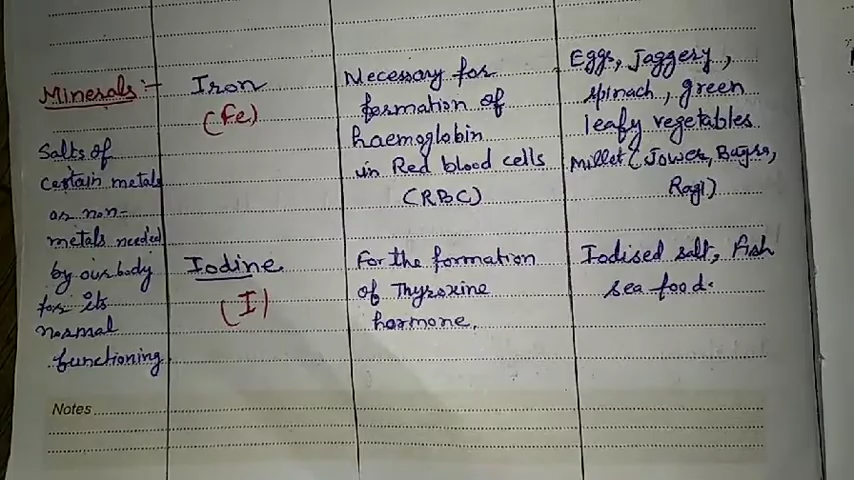 Minerals :-
Salts of
certain metals
or non-
metals needed
by our body
for its
normal
functioning
Iron
(Fe)
Necessary for
formation of
haemoglobin
in Red blood cells
(RBC)
Eggs, Jaggery,
spinach, green
leafy vegetables
Millet (Jower, Bajra,
Ragi)
Iodine
(I)
For the formation
of Thyroxine
hormone.
Iodised salt, Fish
sea food.
Notes